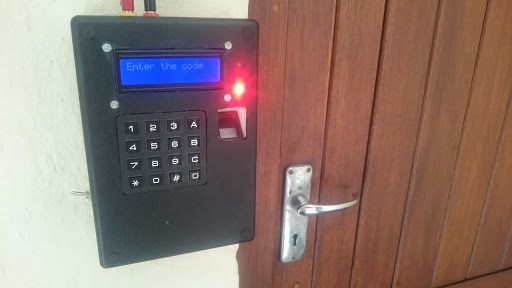 Enter the code
1 2 3 A
4 5 6 B
7 8 9 C
* 0 # D